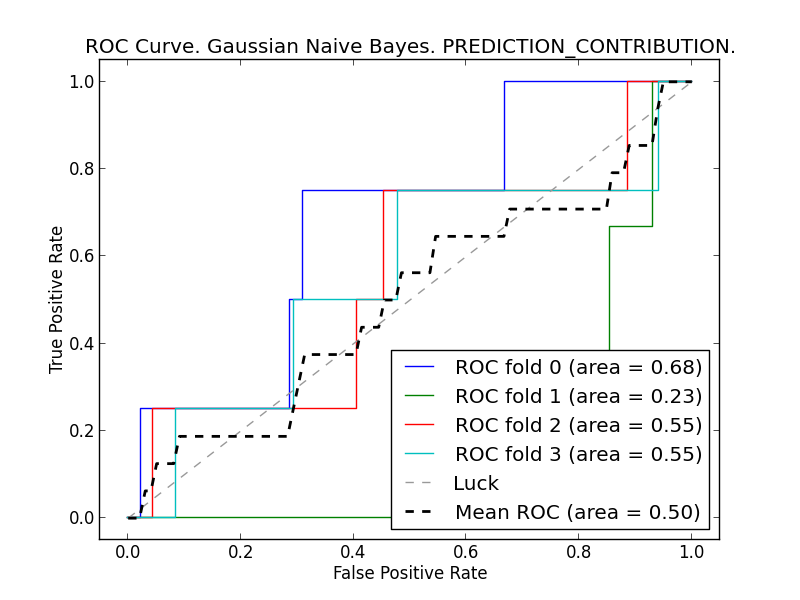 ROC Curve. Gaussian Naive Bayes. PREDICTION_CONTRIBUTION.
1.0
0.8
0.6
0.4
0.2
0.0
True Positive Rate
ROC fold 0 (area = 0.68)
ROC fold 1 (area = 0.23)
ROC fold 2 (area = 0.55)
ROC fold 3 (area = 0.55)
Luck
Mean ROC (area = 0.50)
0.0 0.2 0.4 0.6 0.8 1.0
False Positive Rate